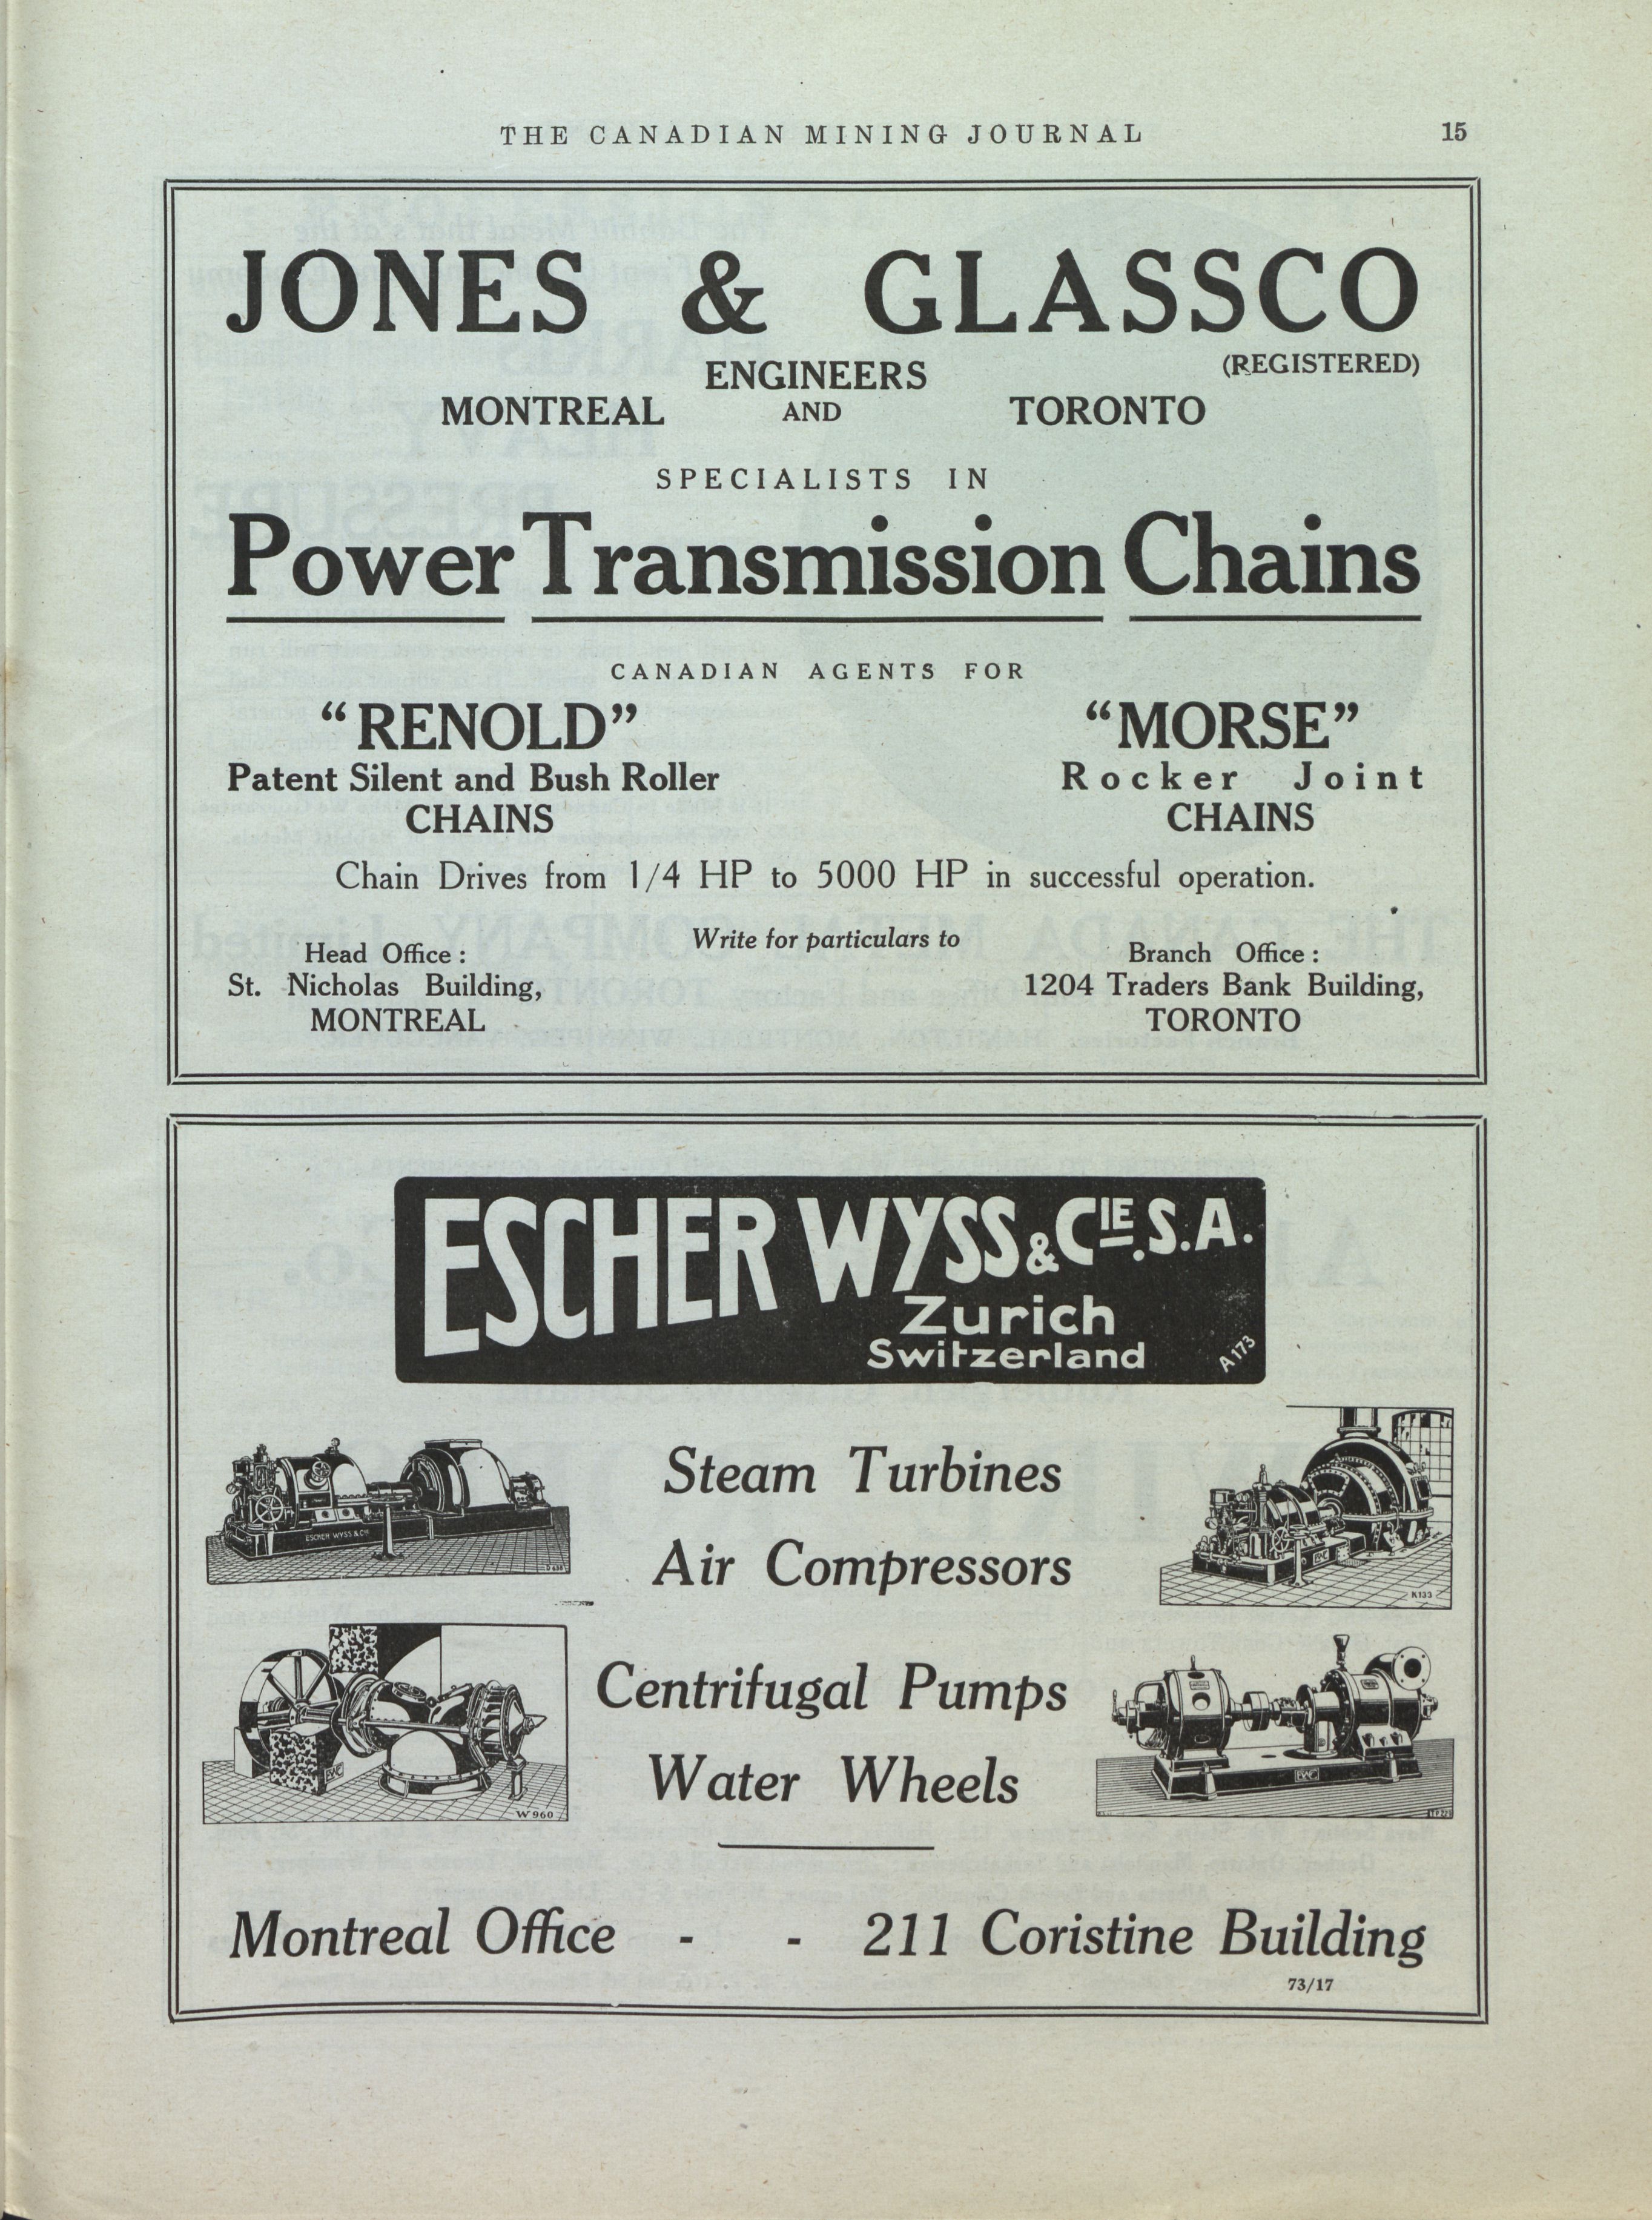 THE CANADIAN MINING JOURNAL 15
JONES & GLASSCO
(REGISTERED)
ENGINEERS
MONTREAL AND TORONTO
SPECIALISTS IN
Power Transmission Chains
CANADIAN AGENTS FOR
“RENOLD”
Patent Silent and Bush Roller
CHAINS
“MORSE”
Rocker Joint
CHAINS
Chain Drives from 1/4 HP to 5000 HP in successful operation.
Write for particulars to
Head Office :
St. Nicholas Building,
MONTREAL
Branch Office :
1204 Traders Bank Building,
TORONTO
ESCHER WYSS & CIE. S.A.
Zurich
Switzerland
A 173
Steam Turbines
ESCHER WYSS & CIE
Air Compressors
K133
Centrifugal Pumps
Water Wheels
W 960
Montreal Office - - 211 Coristine Building
73/17